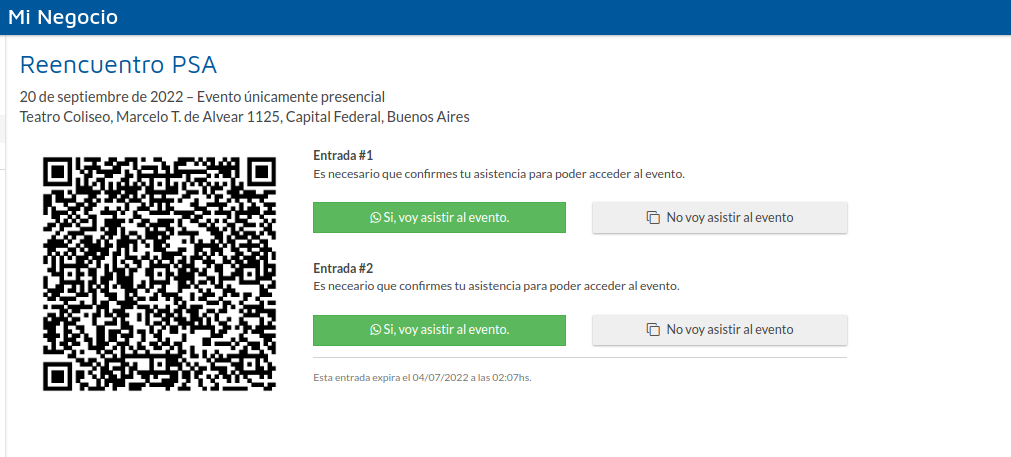 Mi Negocio
Reencuentro PSA
20 de septiembre de 2022 – Evento únicamente presencial
Teatro Coliseo, Marcelo T. de Alvear 1125, Capital Federal, Buenos Aires
Entrada #1
Es necesario que confirmes tu asistencia para poder acceder al evento.
Si, voy asistir al evento.
No voy asistir al evento
Entrada #2
Es neceario que confirmes tu asistencia para poder acceder al evento.
Si, voy asistir al evento.
No voy asistir al evento
Esta entrada expira el 04/07/2022 a las 02:07hs.